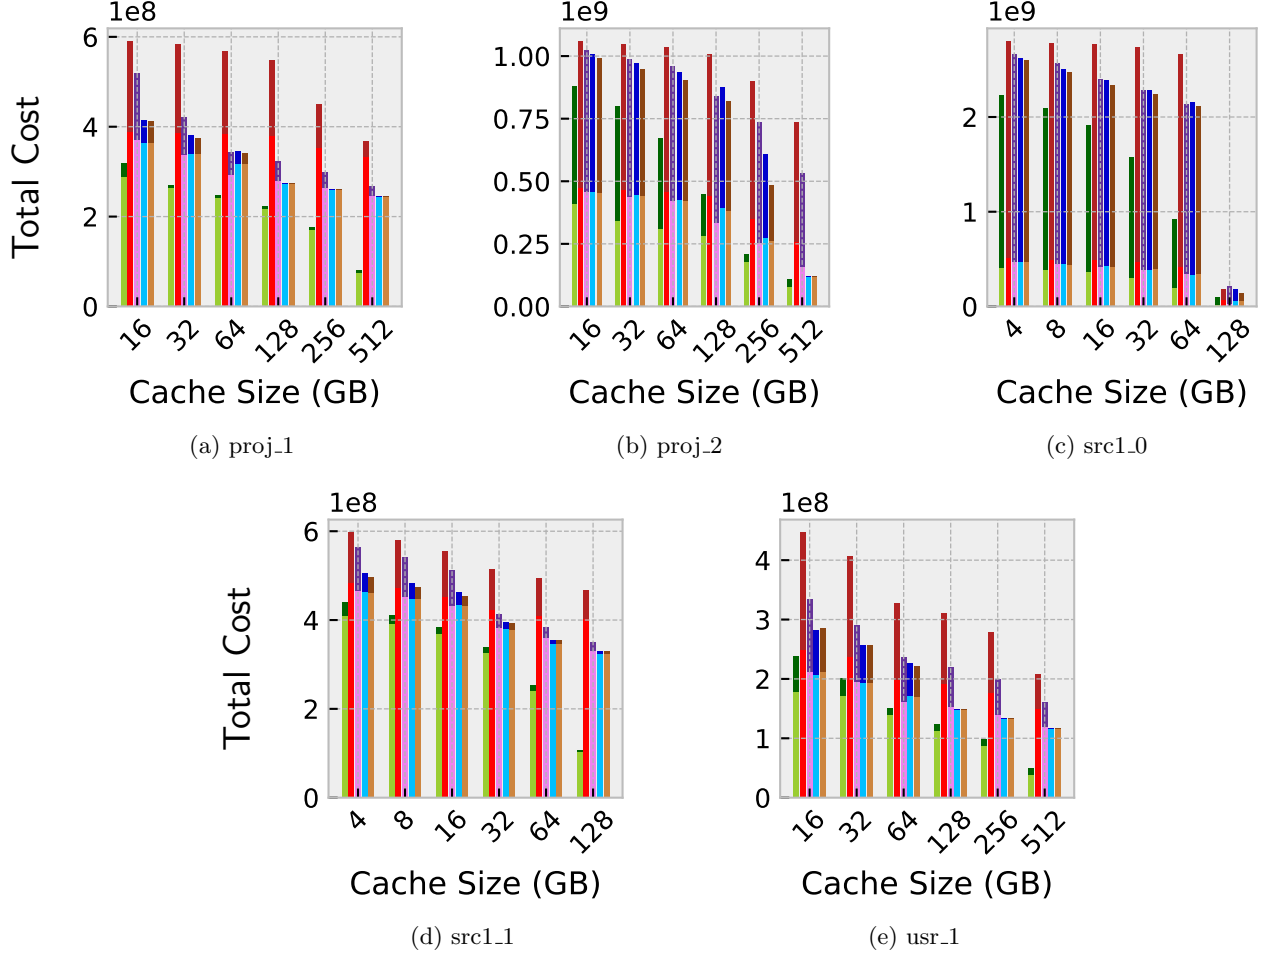 1e8
1e9
1e9
Total Cost
6
4
2
0
1.00
0.75
0.50
0.25
0.00
2
1
0
16 32 64 128 256 512
16 32 64 128 256 512
4 8 16 32 64 128
Cache Size (GB)
Cache Size (GB)
Cache Size (GB)
(a) proj_1
(b) proj_2
(c) src1_0
1e8
1e8
Total Cost
6
4
2
0
4
3
2
1
0
4 8 16 32 64 128
16 32 64 128 256 512
Cache Size (GB)
Cache Size (GB)
(d) src1_1
(e) usr_1